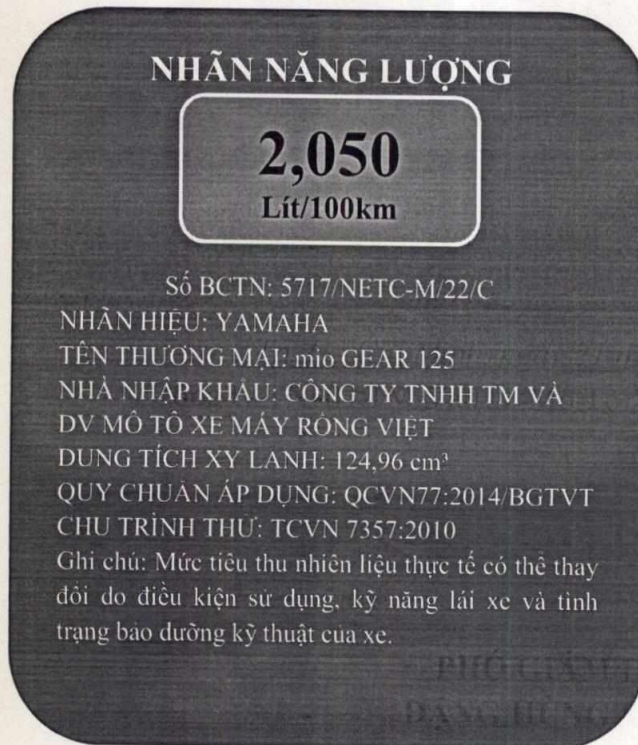 NHÃN NĂNG LƯỢNG
2,050
Lít/100km
Số BCTN: 5717/NETC-M/22/C
NHÃN HIỆU: YAMAHA
TÊN THƯƠNG MẠI: mio GEAR 125
NHÀ NHẬP KHẨU: CÔNG TY TNHH TM VÀ
DV MÔ TÔ XE MÁY RỒNG VIỆT
DUNG TÍCH XY LANH: 124,96 cm³
QUY CHUẨN ÁP DỤNG: QCVN77:2014/BGTVT
CHU TRÌNH THỬ: TCVN 7357:2010
Ghi chú: Mức tiêu thụ nhiên liệu thực tế có thể thay
đổi do điều kiện sử dụng, kỹ năng lái xe và tình
trạng bảo dưỡng kỹ thuật của xe.